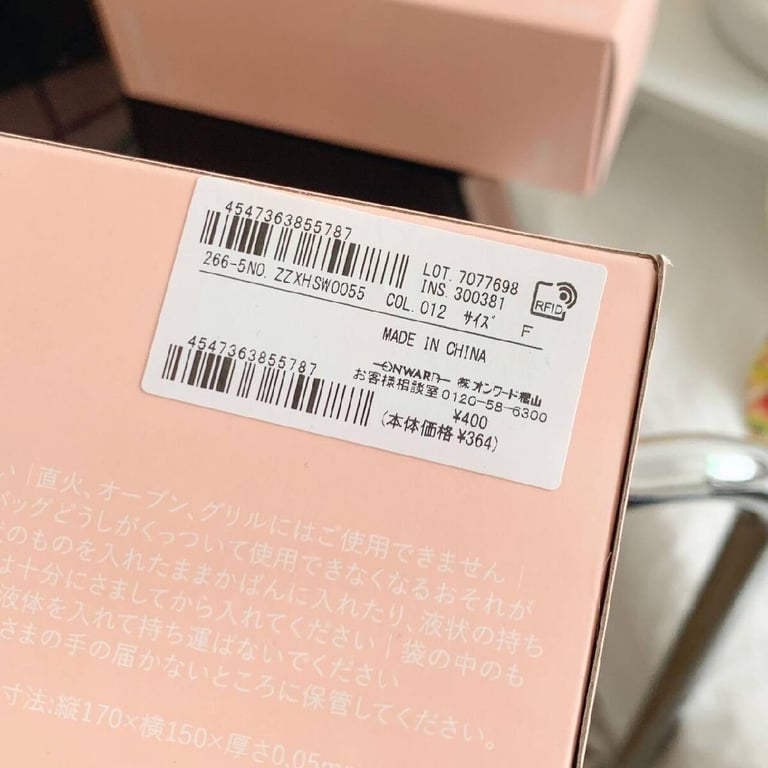 4547363855787
LOT. 7077698
INS. 300381
RFID
266-5NO. ZZXHSW0055 COL. 012 サイズ F
MADE IN CHINA
4547363855787
ONWARD ㈱オンワード樫山
お客様相談室0120-58-6300
¥400
(本体価格¥364)
い｜直火、オーブン、グリルにはご使用できません｜
バッグどうしがくっついて使用できなくなるおそれが
のものを入れたままかばんに入れたり、液状の持ち
は十分にさましてから入れてください｜袋の中のも
液体を入れて持ち運ばないでください
さまの手の届かないところに保管してください。
寸法:縦170×横150×厚さ0.05m